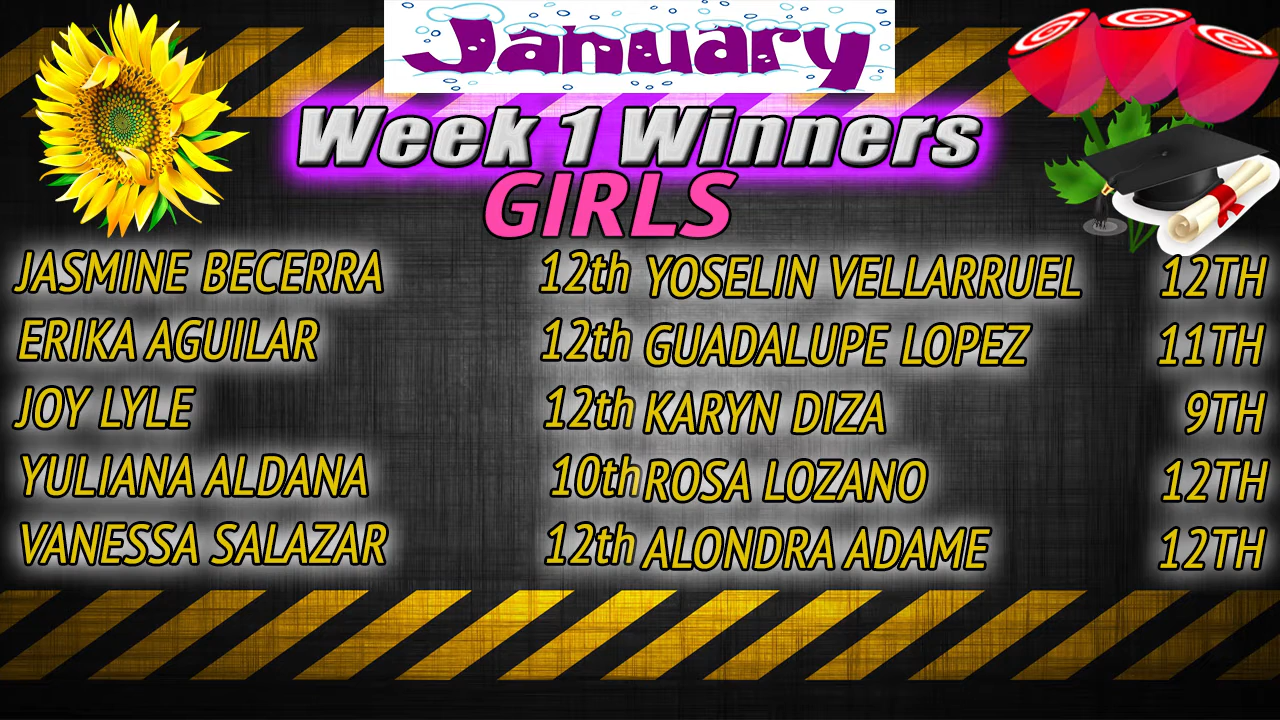 January
Week 1 Winners
GIRLS
JASMINE BECERRA 12th
ERIKA AGUILAR 12th
JOY LYLE 12th
YULIANA ALDANA 10th
VANESSA SALAZAR 12th
YOSELIN VELLARRUEL 12TH
GUADALUPE LOPEZ 11TH
KARYN DIZA 9TH
ROSA LOZANO 12TH
ALONDRA ADAME 12TH